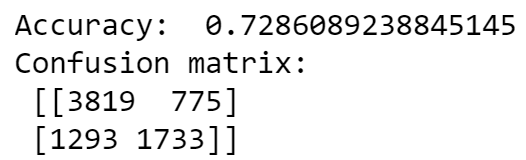 Accuracy:  0.7286089238845145
Confusion matrix:
 [[3819  775]
 [1293 1733]]